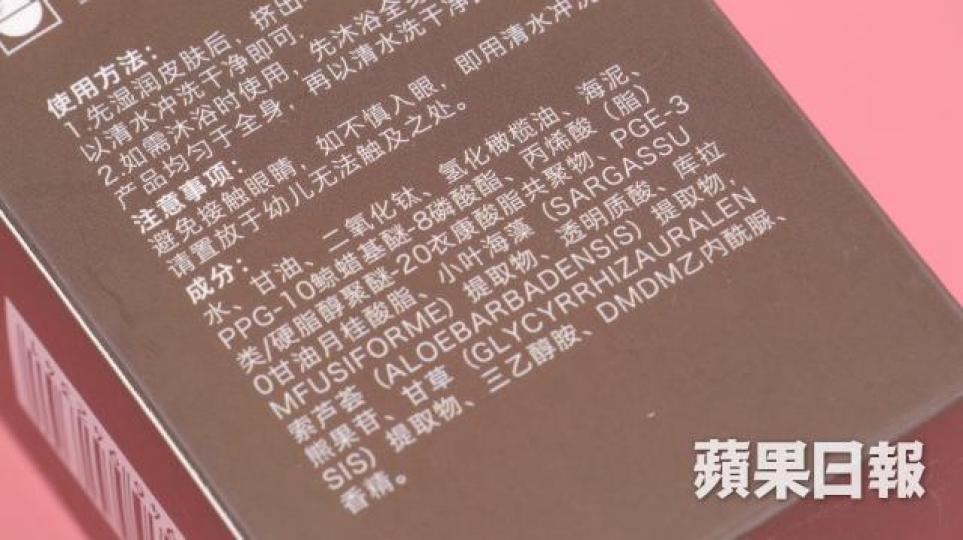 使用方法：
1.先湿润皮肤后，挤出
以清水冲洗干净即可.
2.如需沐浴时使用，先沐浴全身
产品均匀于全身，再以清水洗干净
注意事项：
避免接触眼睛，如不慎入眼，即用清水冲洗
请置放于幼儿无法触及之处。
成分：
水、甘油、二氧化钛、氢化橄榄油、海泥、
PPG-10鲸蜡基醚-8磷酸酯、丙烯酸（脂）
类/硬脂醇聚醚-20衣康酸脂共聚物、PGE-3
0甘油月桂酸脂、小叶海藻（SARGASSU
MFUSIFORME）提取物、透明质酸、库拉
索芦荟（ALOEBARBADENSIS）提取物，
熊果苷、甘草（GLYCYRRHIZAURALEN
SIS）提取物、三乙醇胺、DMDM乙内酰脲、
香精。
蘋果日報